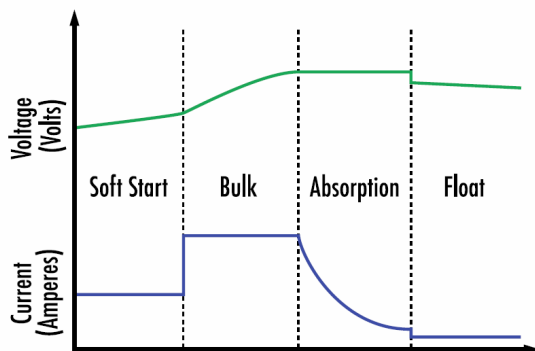 Voltage
(Volts)
Soft Start
Bulk
Absorption
Float
Current
(Amperes)